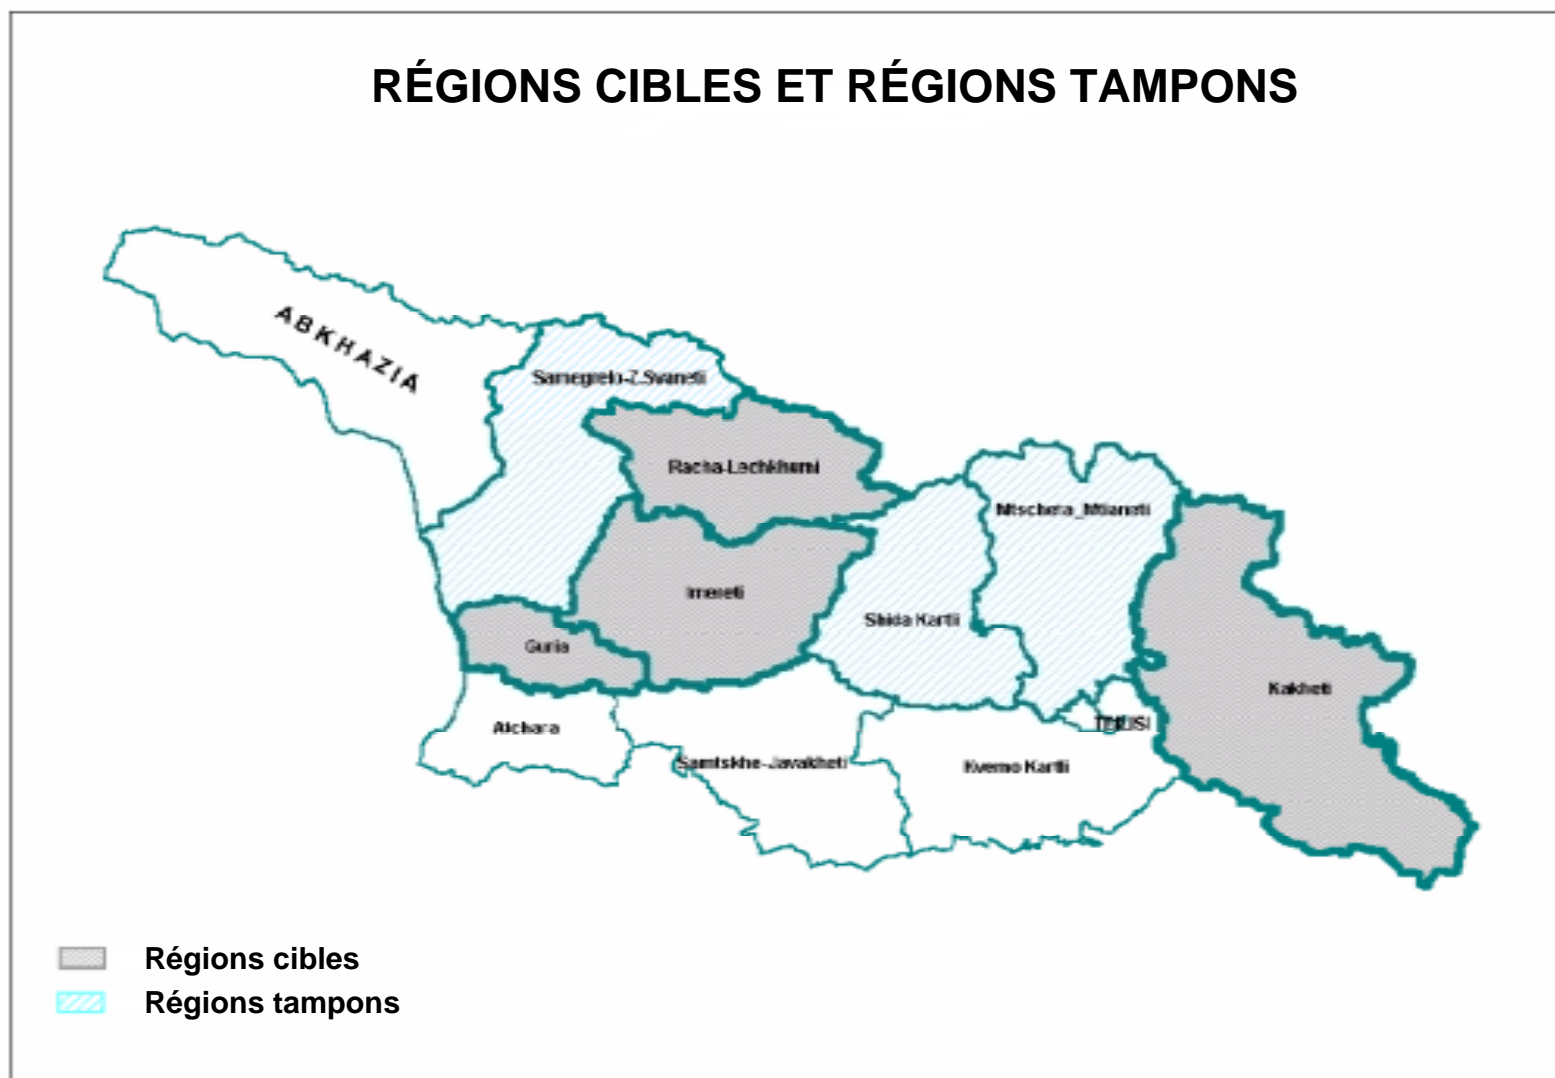 RÉGIONS CIBLES ET RÉGIONS TAMPONS
ABKHAZIA
Samegrelo-Z.Svaneti
Racha-Lechkhumi
Mtscheta_Mtianeti
Imereti
Shida Kartli
Guria
Kakheti
Atchara
TBILISI
Samtskhe-Javakheti
Kvemo Kartli
Régions cibles
Régions tampons